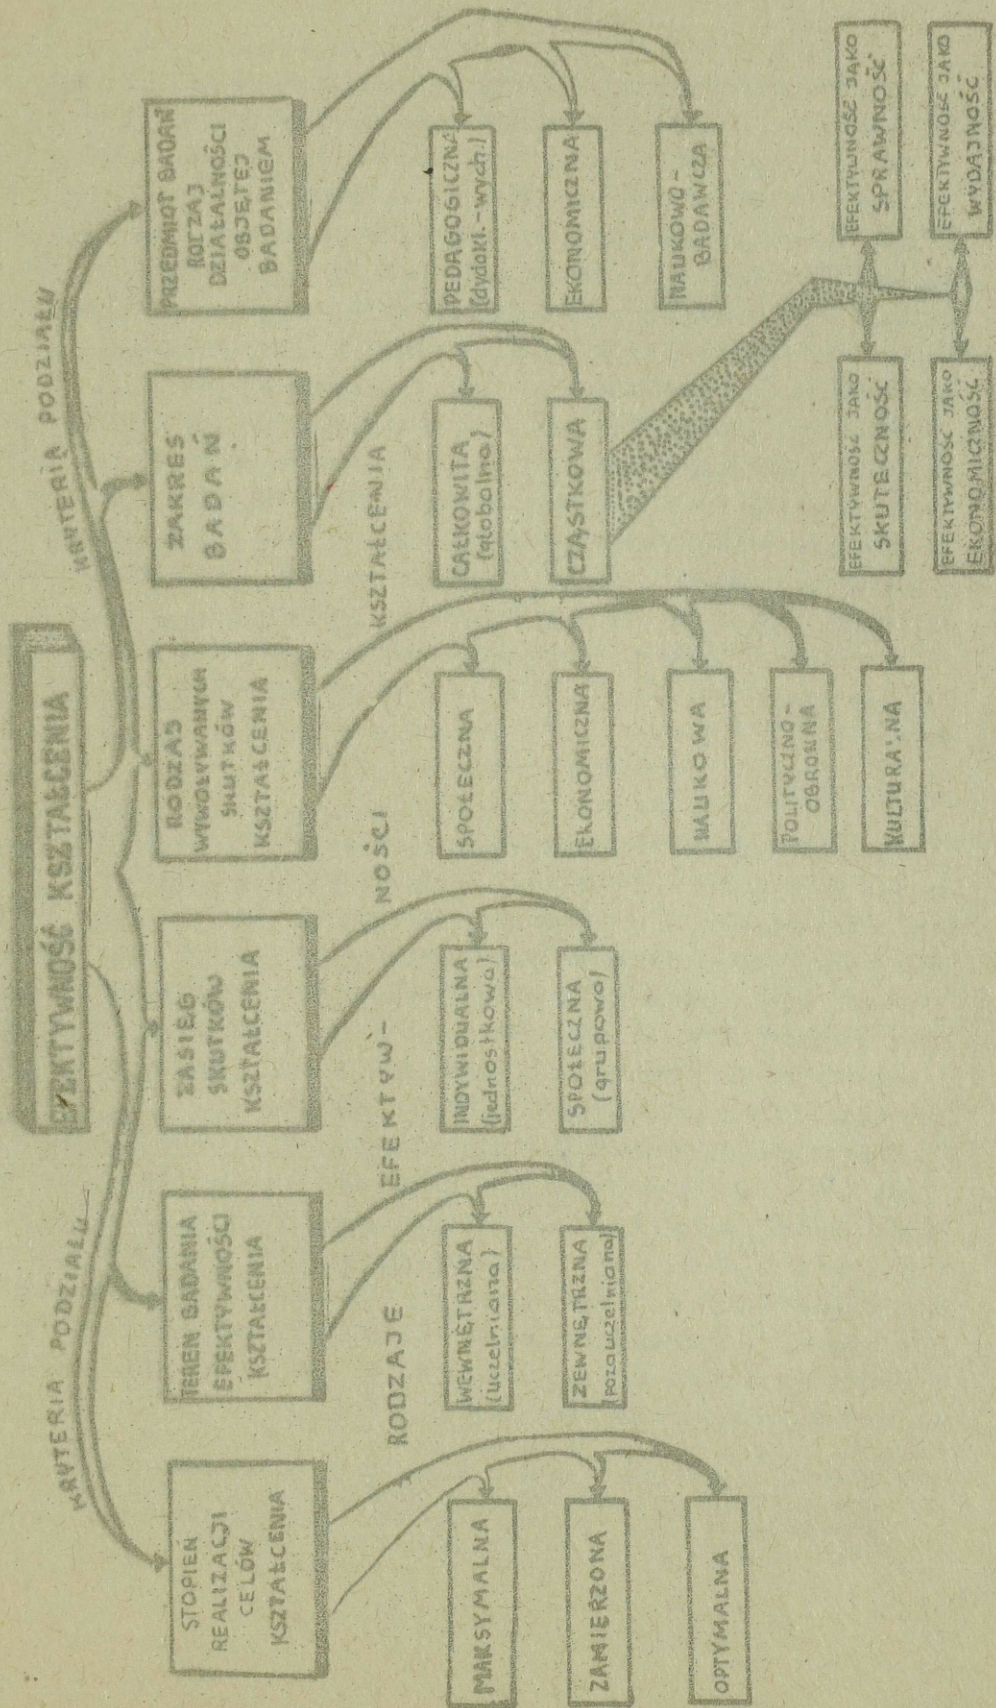 EFEKTYWNOŚĆ KSZTAŁCENIA
KRYTERIA PODZIAŁU
KRYTERIA PODZIAŁU
STOPIEŃ
REALIZACJI
CELÓW
KSZTAŁCENIA
TEREN BADANIA
EFEKTYWNOŚCI
KSZTAŁCENIA
ZASIĘG
SKUTKÓW
KSZTAŁCENIA
RODZAJ
WYWOŁYWANYCH
SKUTKÓW
KSZTAŁCENIA
ZAKRES
BADAŃ
PRZEDMIOT BADAŃ
RODZAJ
DZIAŁALNOŚCI
OBJĘTEJ
BADANIEM
RODZAJE EFEKTYW-NOŚCI KSZTAŁCENIA
MAKSYMALNA
ZAMIERZONA
OPTYMALNA
WEWNĘTRZNA
(uczelniana)
ZEWNĘTRZNA
(pozauczelniana)
INDYWIDUALNA
(jednostkowa)
SPOŁECZNA
(grupowa)
SPOŁECZNA
EKONOMICZNA
NAUKOWA
POLITYCZNO-
OBRONNA
KULTURALNA
CAŁKOWITA
(globalna)
CZĄSTKOWA
PEDAGOGICZNA
(dydakt.-wych.)
EKONOMICZNA
NAUKOWO-
BADAWCZA
EFEKTYWNOŚĆ JAKO
SKUTECZNOŚĆ
EFEKTYWNOŚĆ JAKO
SPRAWNOŚĆ
EFEKTYWNOŚĆ JAKO
EKONOMICZNOŚĆ
EFEKTYWNOŚĆ JAKO
WYDAJNOŚĆ